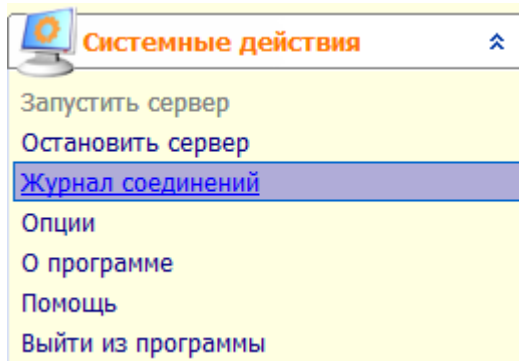 Системные действия
Запустить сервер
Остановить сервер
Журнал соединений
Опции
О программе
Помощь
Выйти из программы